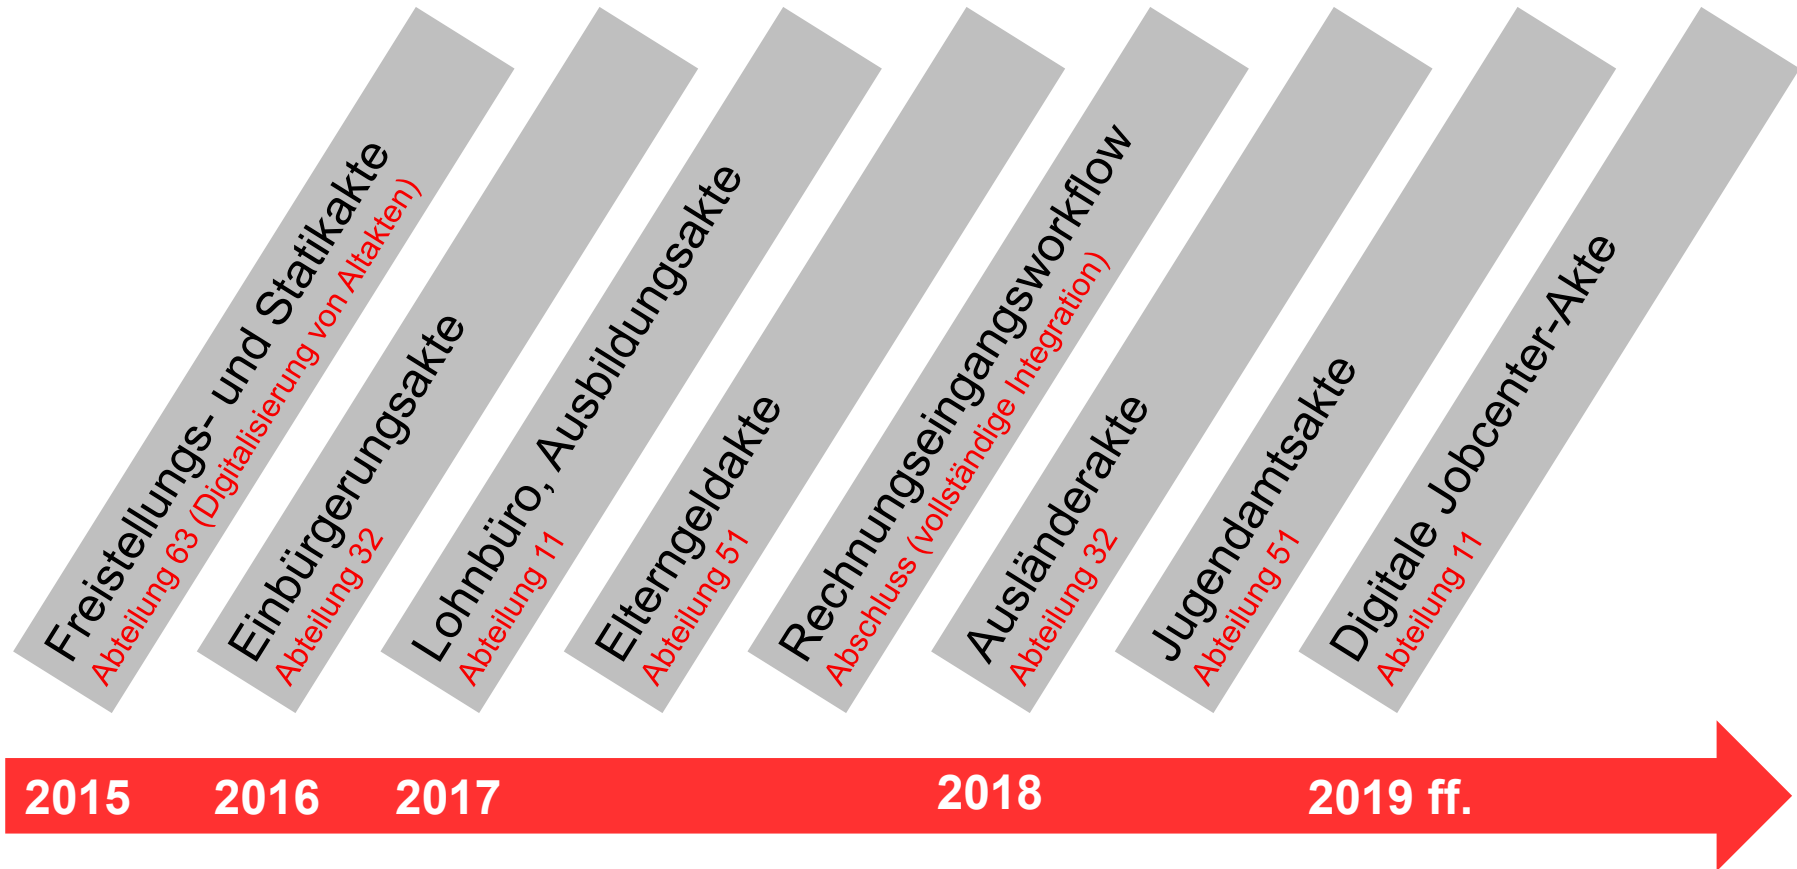 Freistellungs- und Statikakte
Abteilung 63 (Digitalisierung von Altakten)
Einbürgerungsakte
Abteilung 32
Lohnbüro, Ausbildungsakte
Abteilung 11
Elterngeldakte
Abteilung 51
Rechnungseingangsworkflow
Abschluss (vollständige Integration)
Ausländerakte
Abteilung 32
Jugendamtsakte
Abteilung 51
Digitale Jobcenter-Akte
Abteilung 11
2015 2016 2017 2018 2019 ff.